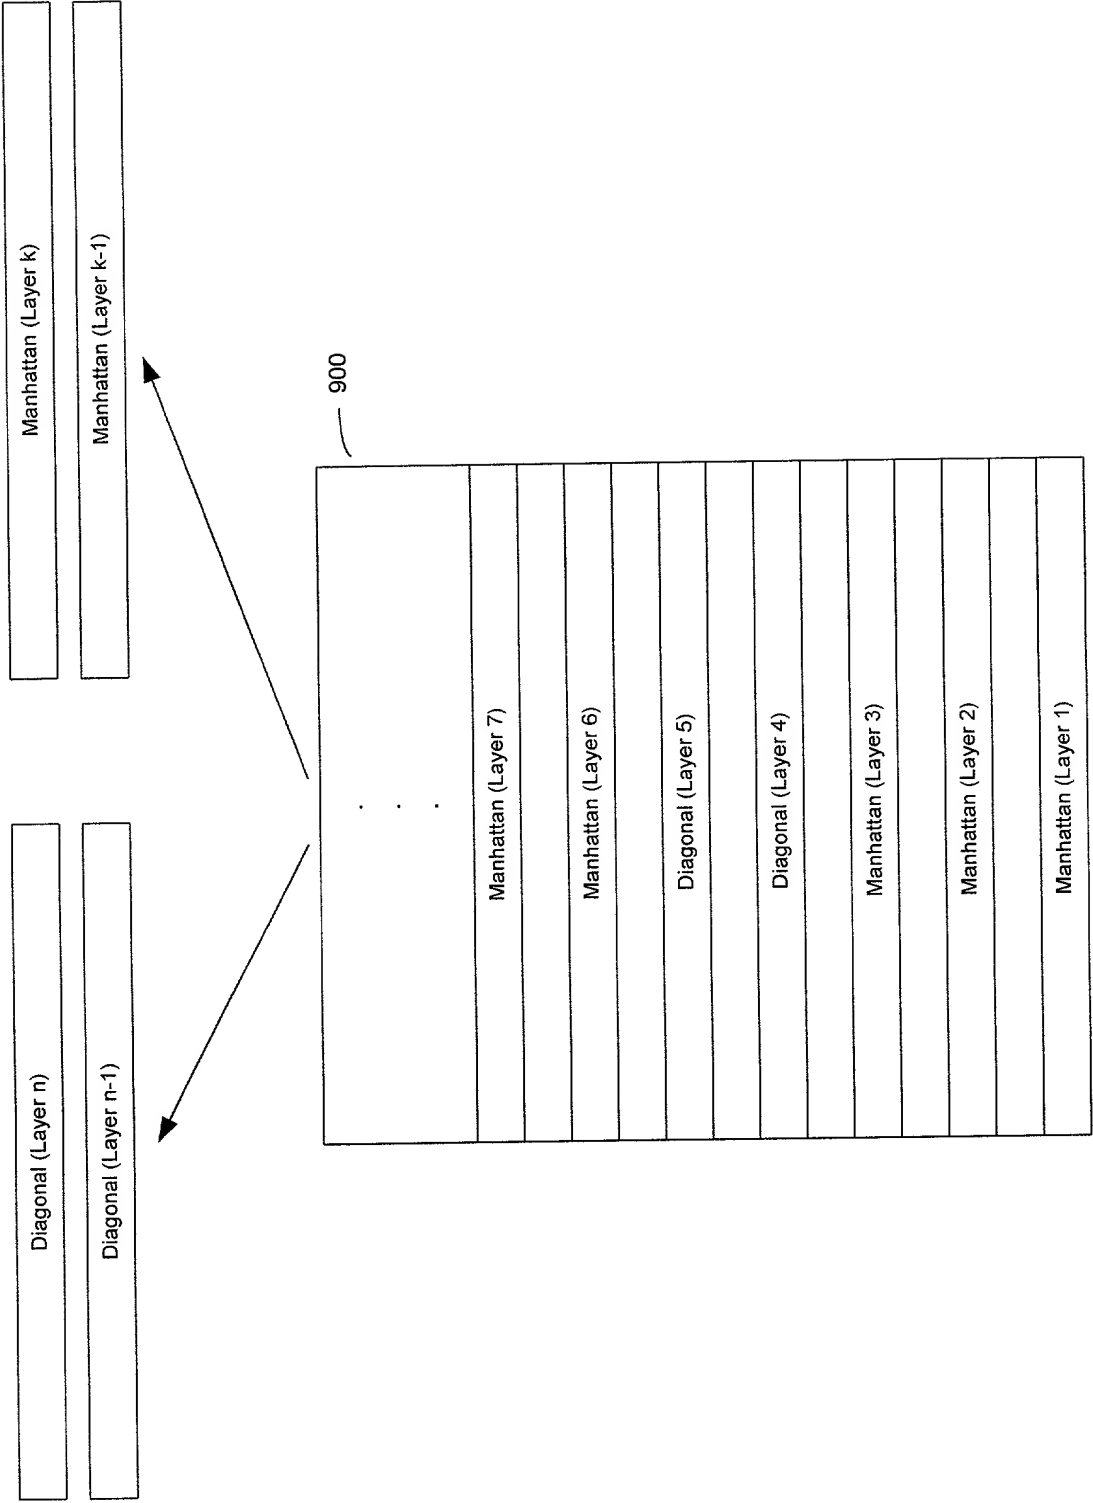 Diagonal (Layer n)
Manhattan (Layer k)
Diagonal (Layer n-1)
Manhattan (Layer k-1)
900
Manhattan (Layer 7)
Manhattan (Layer 6)
Diagonal (Layer 5)
Diagonal (Layer 4)
Manhattan (Layer 3)
Manhattan (Layer 2)
Manhattan (Layer 1)